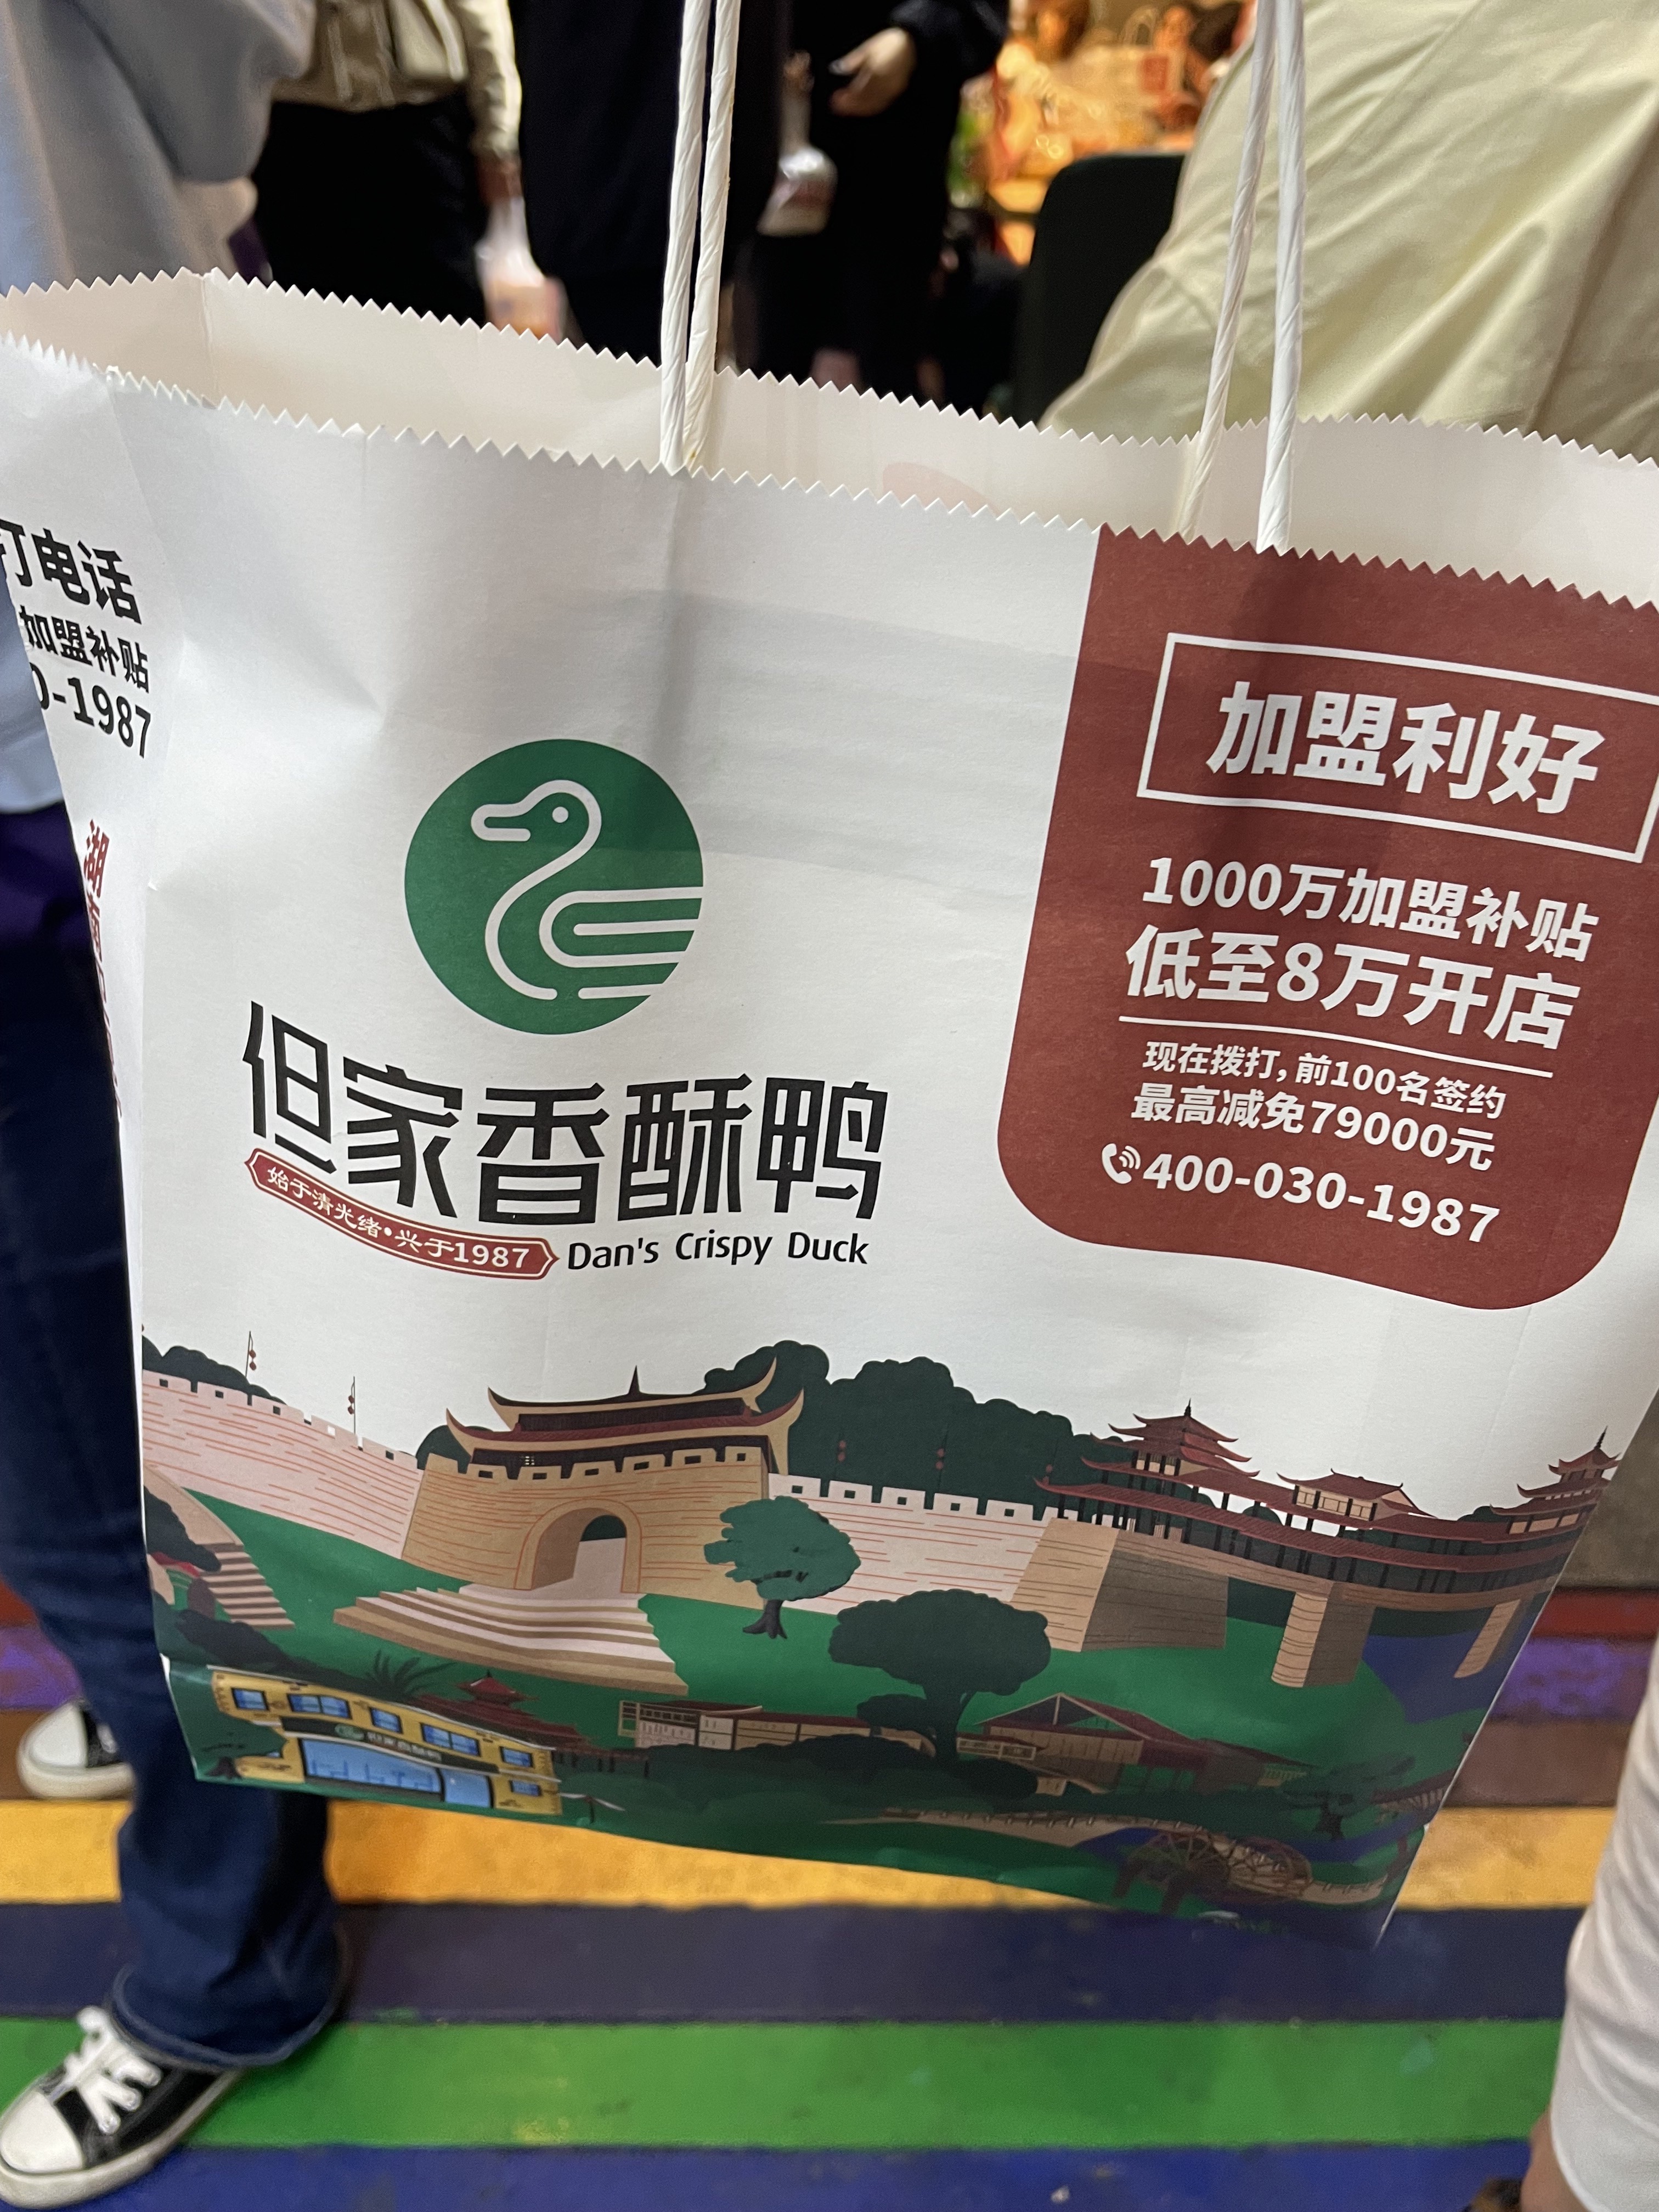 打电话
加盟补贴
0-1987
湖南
但家香酥鸭
始于清光绪·兴于1987
Dan's Crispy Duck
加盟利好
1000万加盟补贴
低至8万开店
现在拨打，前100名签约
最高减免79000元
400-030-1987